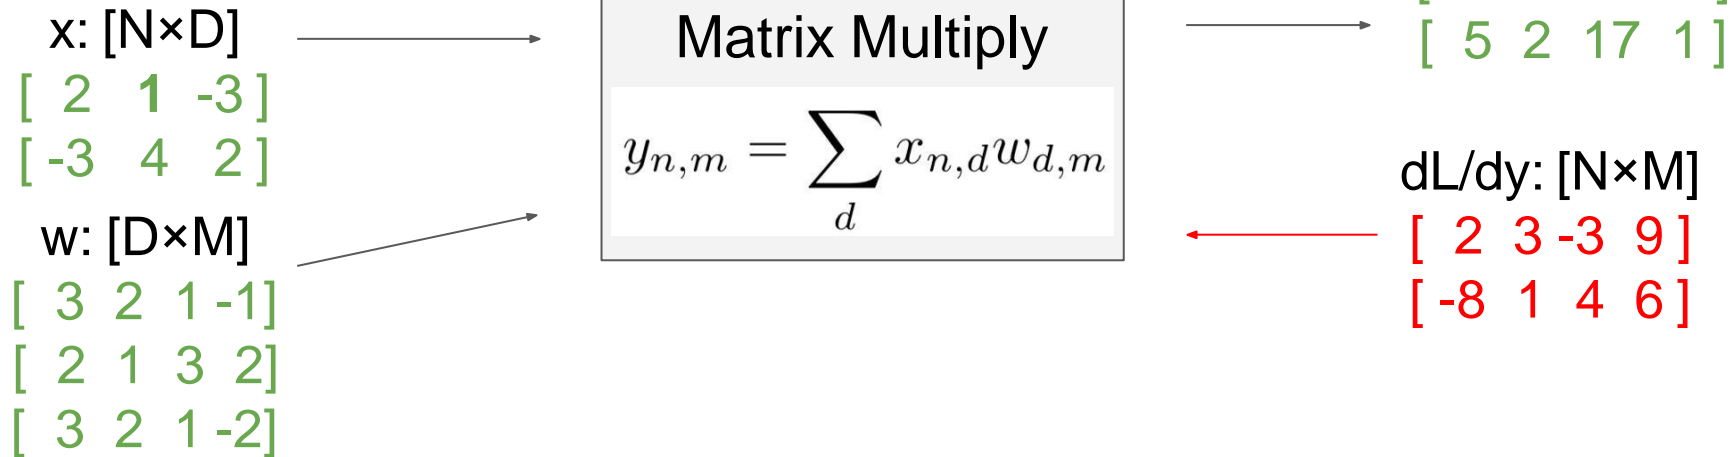 x: [N×D]
[ 2 1 -3 ]
[ -3 4 2 ]
w: [D×M]
[ 3 2 1 -1]
[ 2 1 3 2]
[ 3 2 1 -2]
Matrix Multiply
y_{n,m} = \sum_{d} x_{n,d} w_{d,m}
[ 5 2 17 1 ]
dL/dy: [N×M]
[ 2 3 -3 9 ]
[ -8 1 4 6 ]